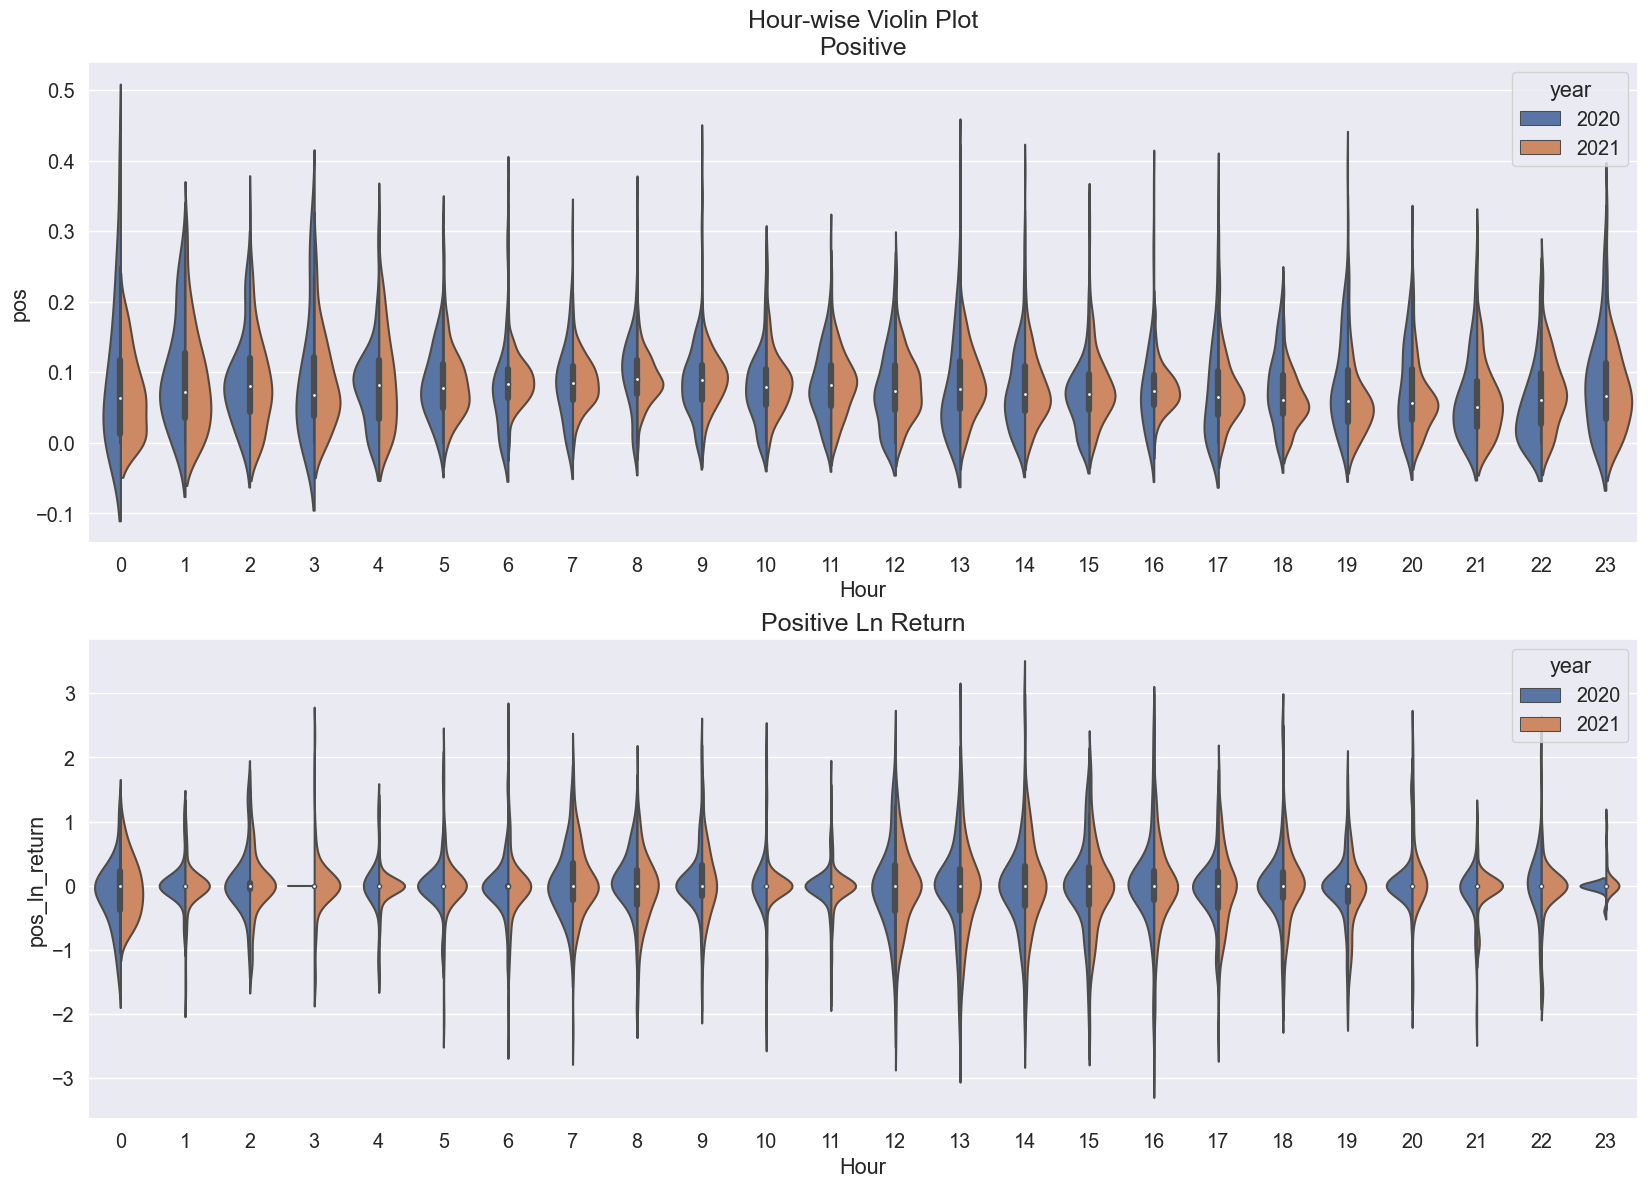 Hour-wise Violin Plot
Positive
0.5
0.4
0.3
0.2
0.1
0.0
−0.1
pos
year
2020
2021
0 1 2 3 4 5 6 7 8 9 10 11 12 13 14 15 16 17 18 19 20 21 22 23
Hour
Positive Ln Return
3
2
1
0
−1
−2
−3
pos_ln_return
year
2020
2021
0 1 2 3 4 5 6 7 8 9 10 11 12 13 14 15 16 17 18 19 20 21 22 23
Hour